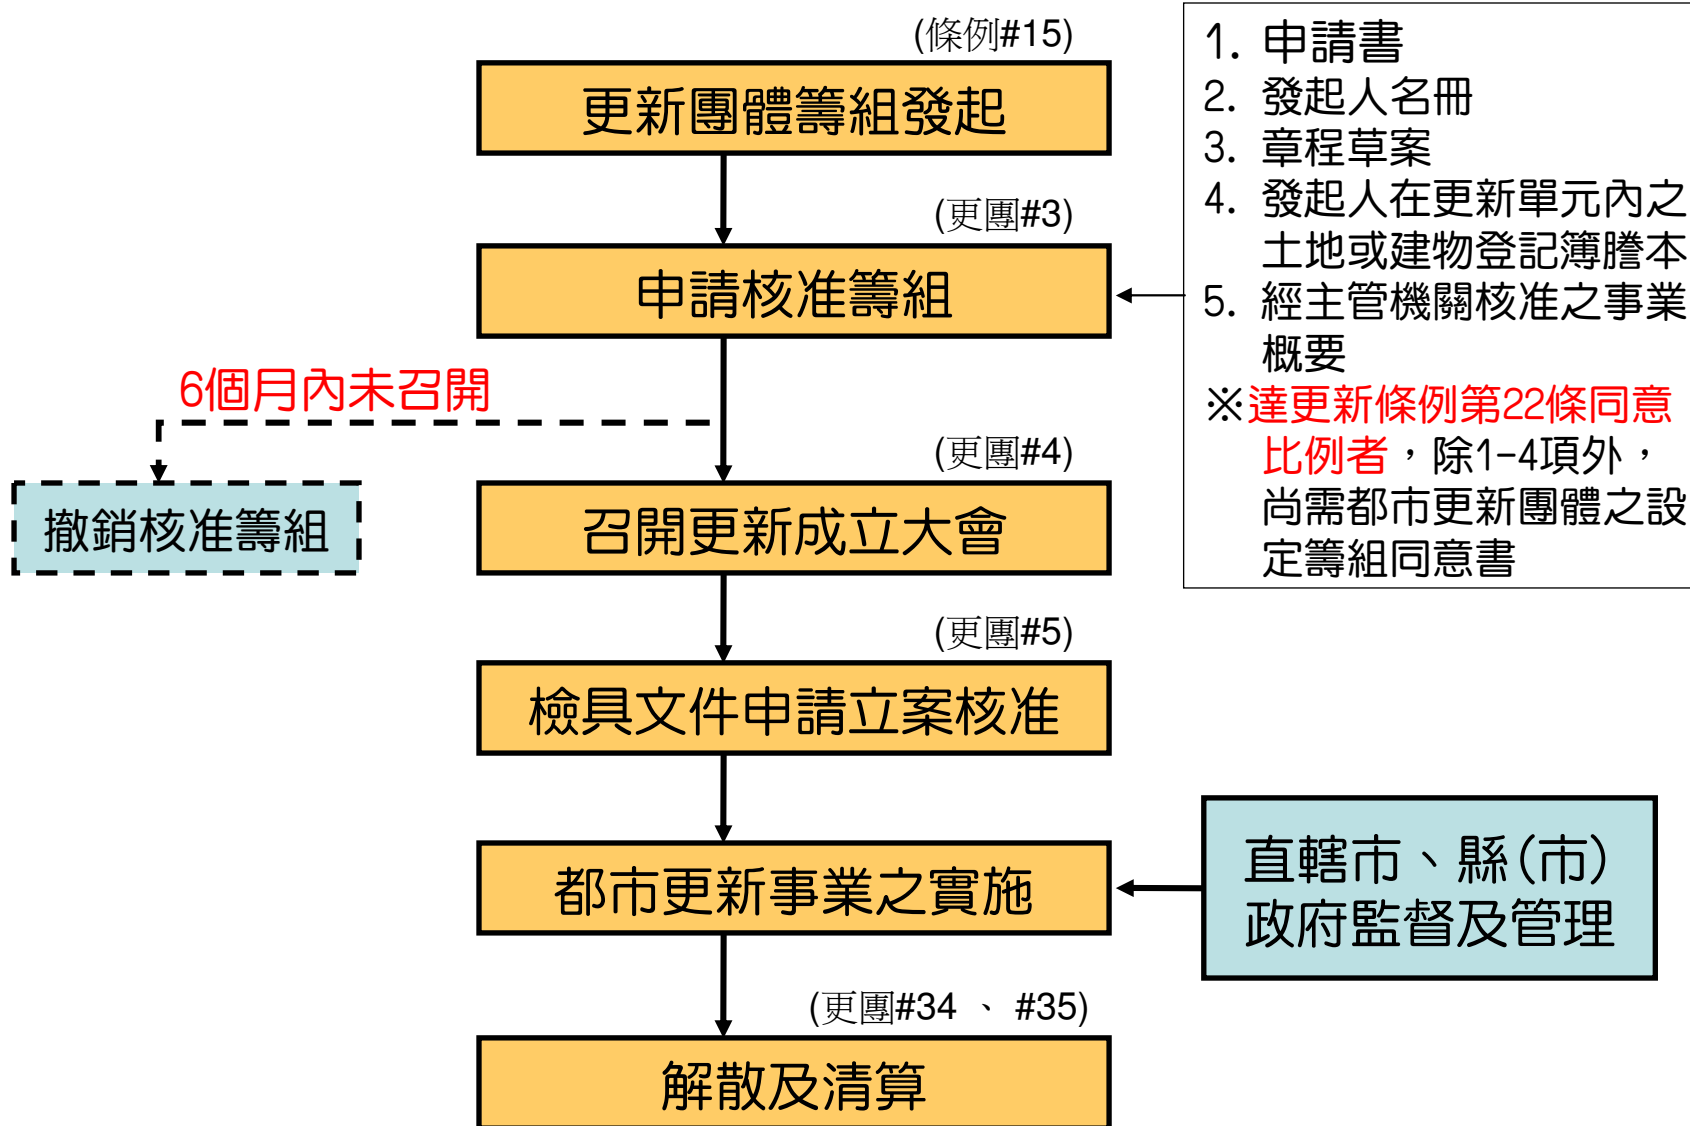 (條例#15)
更新團體籌組發起
(更團#3)
申請核准籌組
1. 申請書
2. 發起人名冊
3. 章程草案
4. 發起人在更新單元內之
土地或建物登記簿謄本
5. 經主管機關核准之事業
概要
※達更新條例第22條同意
比例者，除1-4項外，
尚需都市更新團體之設
定籌組同意書
6個月內未召開
撤銷核准籌組
(更團#4)
召開更新成立大會
(更團#5)
檢具文件申請立案核准
都市更新事業之實施
直轄市、縣(市)
政府監督及管理
(更團#34 、 #35)
解散及清算